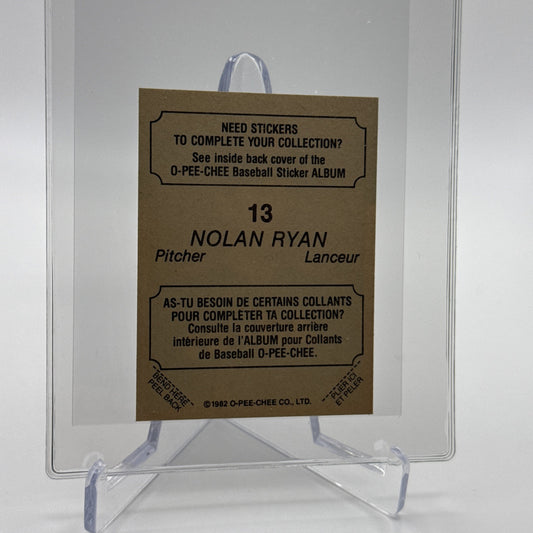 NEED STICKERS
TO COMPLETE YOUR COLLECTION?
See inside back cover of the
O-PEE-CHEE Baseball Sticker ALBUM
13
NOLAN RYAN
Pitcher Lanceur
AS-TU BESOIN DE CERTAINS COLLANTS
POUR COMPLÈTER TA COLLECTION?
Consulte la couverture arrière
intérieure de l'ALBUM pour Collants
de Baseball O-PEE-CHEE.
BEND HERE
PEEL BACK
PLIER ICI
ET PELER
©1982 O-PEE-CHEE CO., LTD.